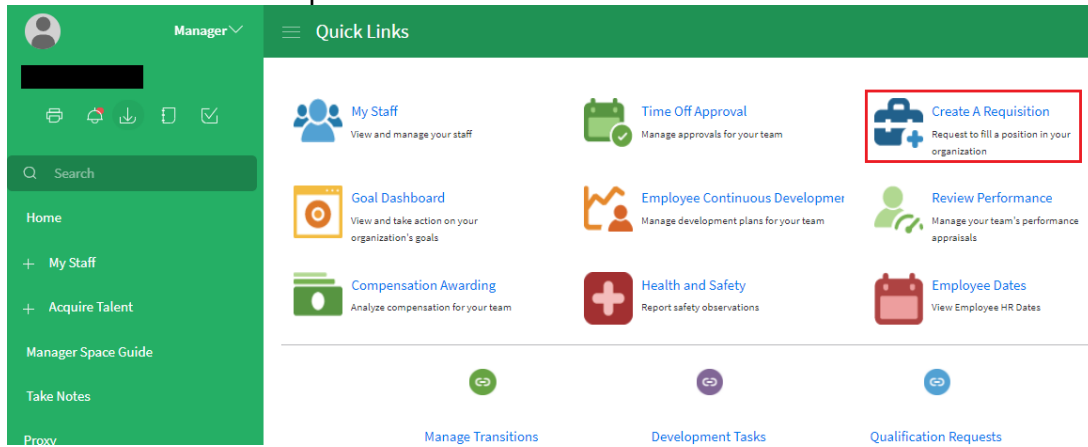 Manager
Quick Links
Search
Home
My Staff
Acquire Talent
Manager Space Guide
Take Notes
Proxy
My Staff
View and manage your staff
Time Off Approval
Manage approvals for your team
Create A Requisition
Request to fill a position in your
organization
Goal Dashboard
View and take action on your
organization's goals
Employee Continuous Developmer
Manage development plans for your team
Review Performance
Manage your team's performance
appraisals
Compensation Awarding
Analyze compensation for your team
Health and Safety
Report safety observations
Employee Dates
View Employee HR Dates
Manage Transitions
Development Tasks
Qualification Requests